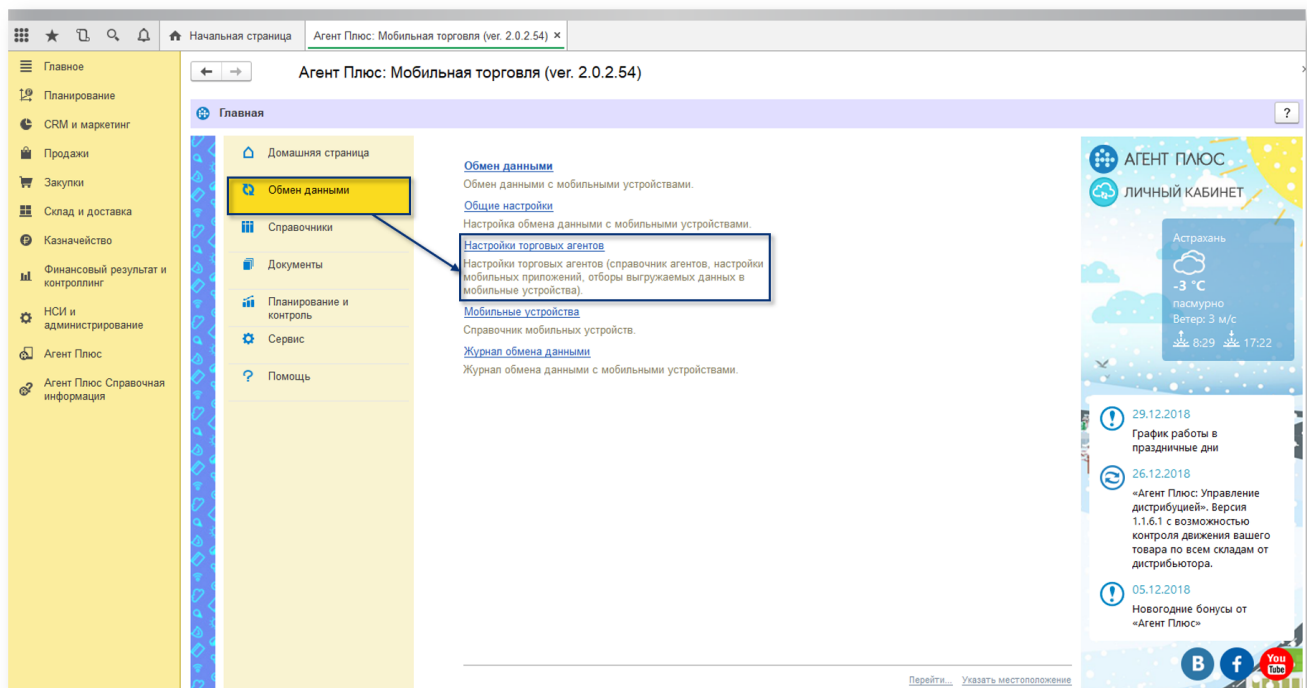 Начальная страница
Агент Плюс: Мобильная торговля (ver. 2.0.2.54) ×
Главное
Планирование
CRM и маркетинг
Продажи
Закупки
Склад и доставка
Казначейство
Финансовый результат и
контроллинг
НСИ и
администрирование
Агент Плюс
Агент Плюс Справочная
информация
Агент Плюс: Мобильная торговля (ver. 2.0.2.54)
Главная
?
Домашняя страница
Обмен данными
Справочники
Документы
Планирование и
контроль
Сервис
Помощь
Обмен данными
Обмен данными с мобильными устройствами.
Общие настройки
Настройка обмена данными с мобильными устройствами.
Настройки торговых агентов
Настройки торговых агентов (справочник агентов, настройки
мобильных приложений, отборы выгружаемых данных в
мобильные устройства).
Мобильные устройства
Справочник мобильных устройств.
Журнал обмена данными
Журнал обмена данными с мобильными устройствами.
АГЕНТ ПЛЮС
ЛИЧНЫЙ КАБИНЕТ
Астрахань
-3 °C
пасмурно
Ветер: 3 м/с
8:29 17:22
29.12.2018
График работы в
праздничные дни
26.12.2018
«Агент Плюс: Управление
дистрибуцией». Версия
1.1.6.1 с возможностью
контроля движения вашего
товара по всем складам от
дистрибьютора.
05.12.2018
Новогодние бонусы от
«Агент Плюс»
B f You Tube
Перейти... Указать местоположение